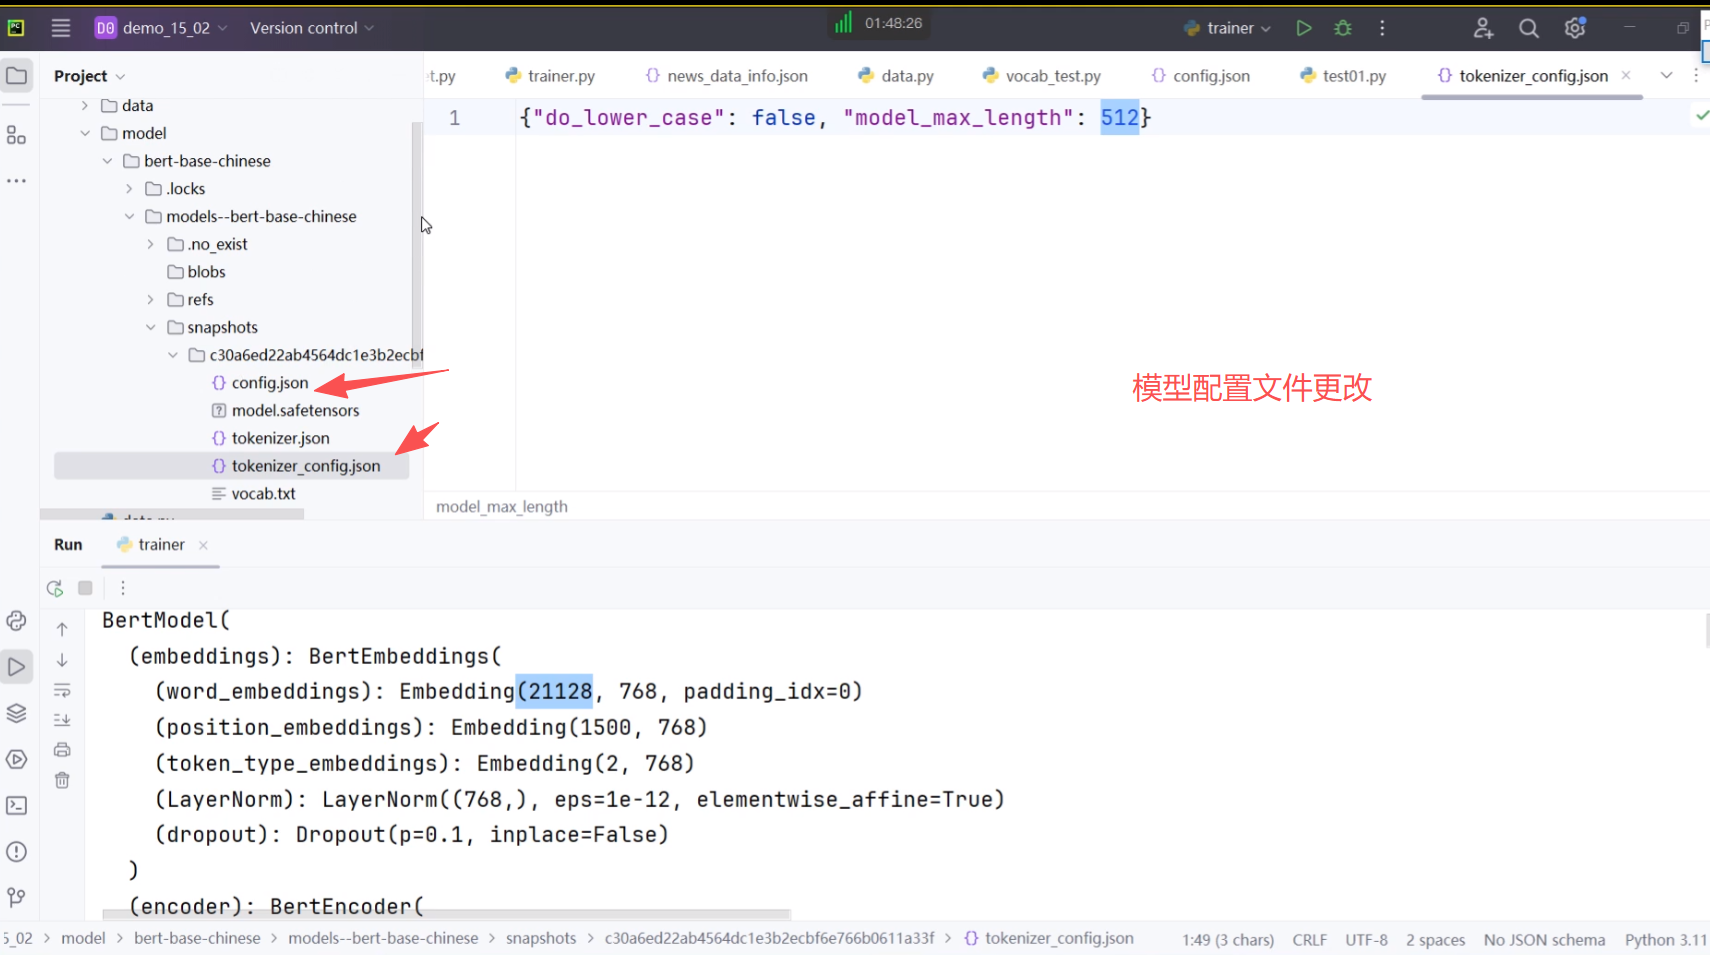 PC
D0 demo_15_02 Version control 01:48:26 trainer
Project
t.py trainer.py news_data_info.json data.py vocab_test.py config.json test01.py tokenizer_config.json
data
model
bert-base-chinese
.locks
models--bert-base-chinese
.no_exist
blobs
refs
snapshots
c30a6ed22ab4564dc1e3b2ecbf
config.json
model.safetensors
tokenizer.json
tokenizer_config.json
vocab.txt
data.py
1 {"do_lower_case": false, "model_max_length": 512}
模型配置文件更改
model_max_length
Run trainer
BertModel(
(embeddings): BertEmbeddings(
(word_embeddings): Embedding(21128, 768, padding_idx=0)
(position_embeddings): Embedding(1500, 768)
(token_type_embeddings): Embedding(2, 768)
(LayerNorm): LayerNorm((768,), eps=1e-12, elementwise_affine=True)
(dropout): Dropout(p=0.1, inplace=False)
)
(encoder): BertEncoder(
5_02 > model > bert-base-chinese > models--bert-base-chinese > snapshots > c30a6ed22ab4564dc1e3b2ecbf6e766b0611a33f > tokenizer_config.json 1:49 (3 chars) CRLF UTF-8 2 spaces No JSON schema Python 3.11